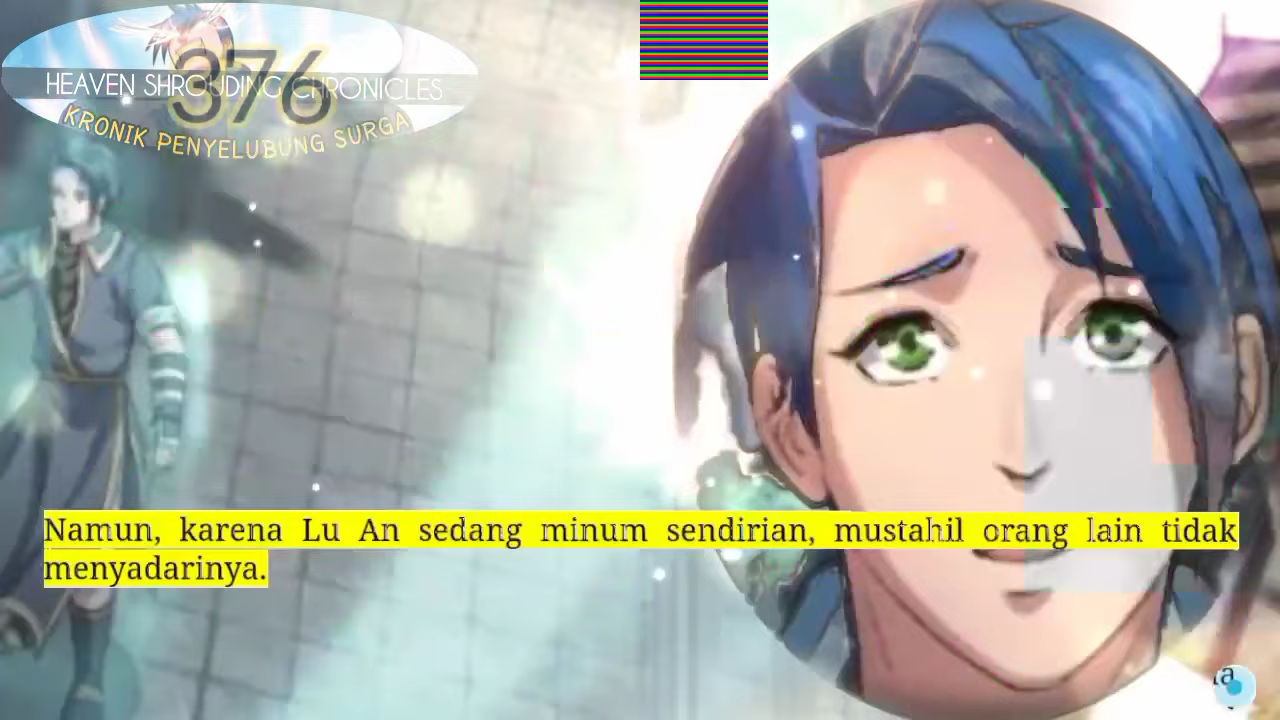 376
HEAVEN SHROUDING CHRONICLES
KRONIK PENYELUBUNG SURGA
Namun, karena Lu An sedang minum sendirian, mustahil orang lain tidak
menyadarinya.